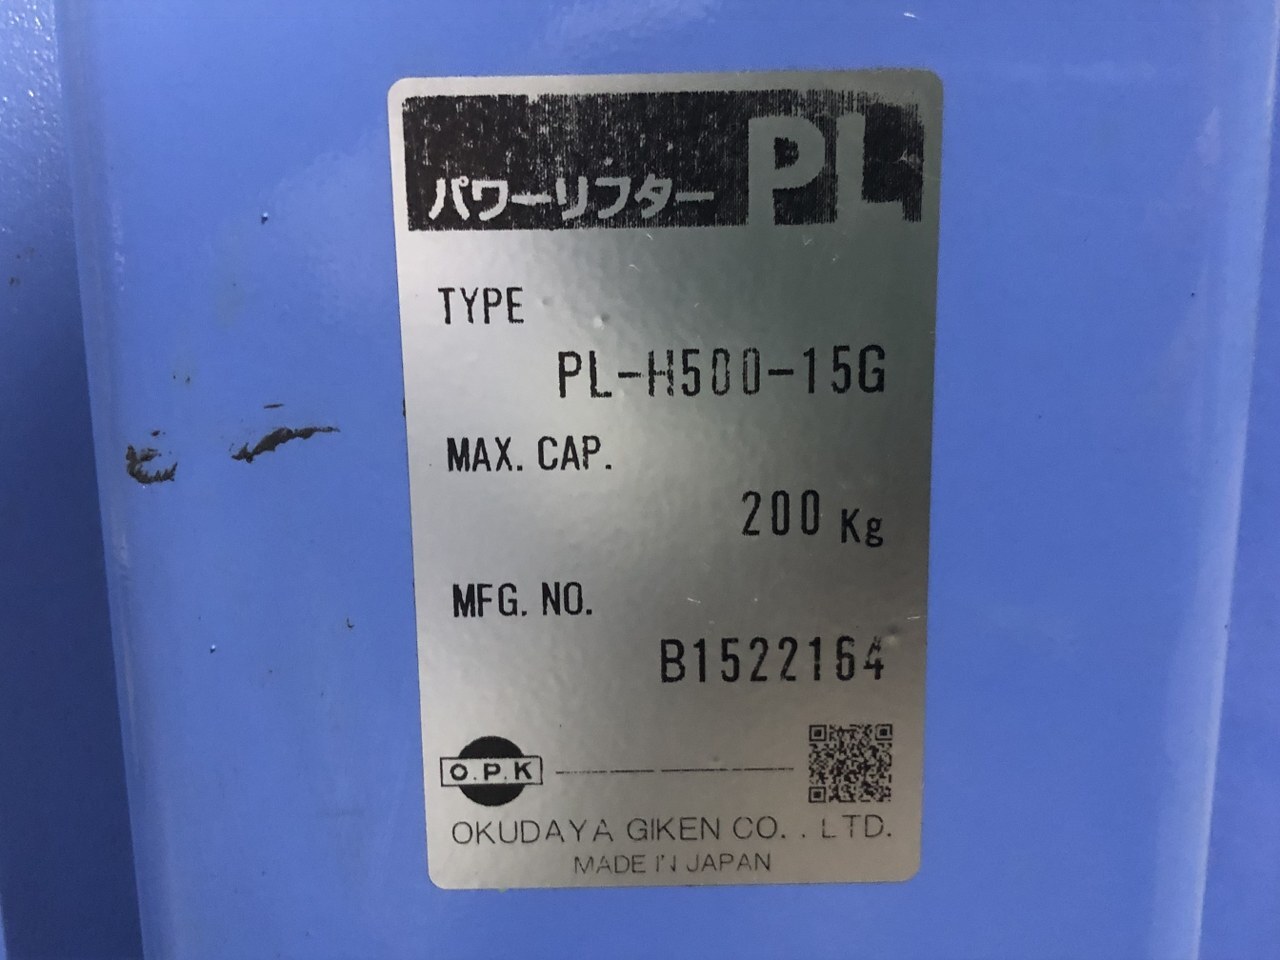 パワーリフター PL
TYPE
PL-H500-15G
MAX. CAP.
200 Kg
MFG. NO.
B1522164
O.P.K
OKUDAYA GIKEN CO.. LTD.
MADE IN JAPAN